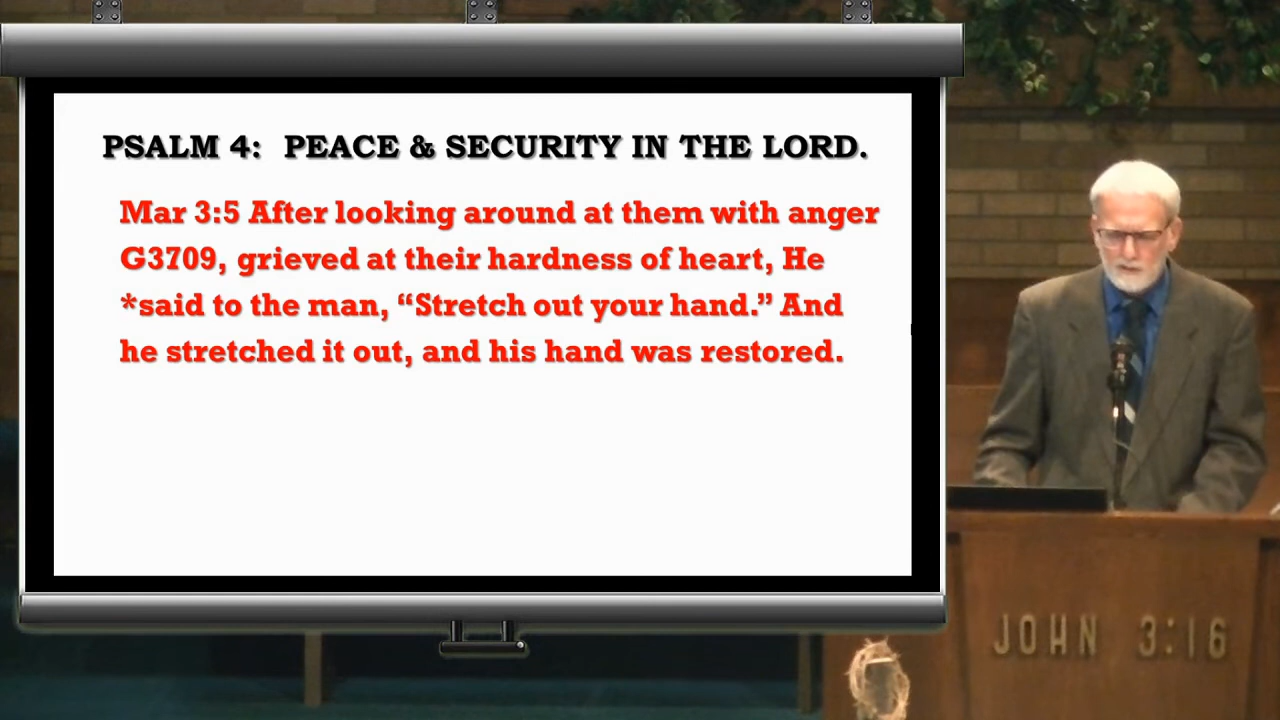 PSALM 4: PEACE & SECURITY IN THE LORD.
Mar 3:5 After looking around at them with anger
G3709, grieved at their hardness of heart, He
*said to the man, “Stretch out your hand.” And
he stretched it out, and his hand was restored.
JOHN 3:16